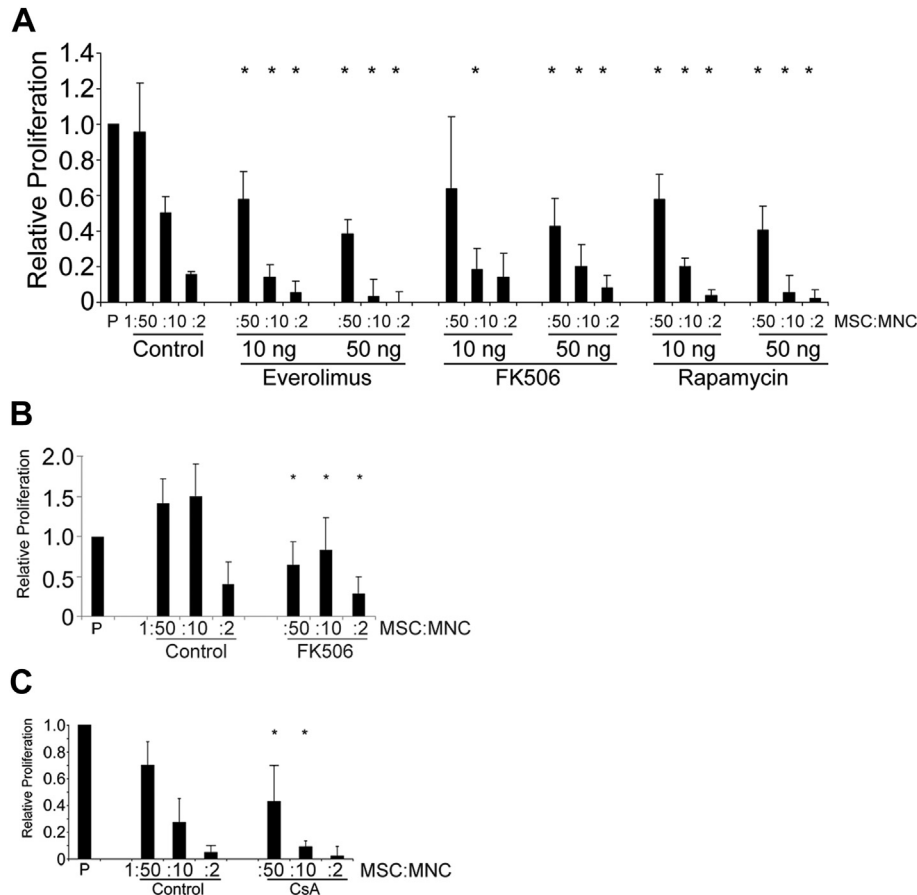 A
Relative Proliferation
1.4
1.2
1.0
0.8
0.6
0.4
0.2
0
* * * * * * * * * * * * * * * *
P 1:50 :10 :2 :50 :10 :2 :50 :10 :2 :50 :10 :2 :50 :10 :2 :50 :10 :2 :50 :10 :2 MSC:MNC
Control 10 ng 50 ng 10 ng 50 ng 10 ng 50 ng
Everolimus FK506 Rapamycin
B
Relative Proliferation
2.0
1.5
1.0
0.5
0
* * *
P 1:50 :10 :2 :50 :10 :2 MSC:MNC
Control FK506
C
Relative Proliferation
1.0
0.8
0.6
0.4
0.2
0
* *
P 1:50 :10 :2 :50 :10 :2 MSC:MNC
Control CsA